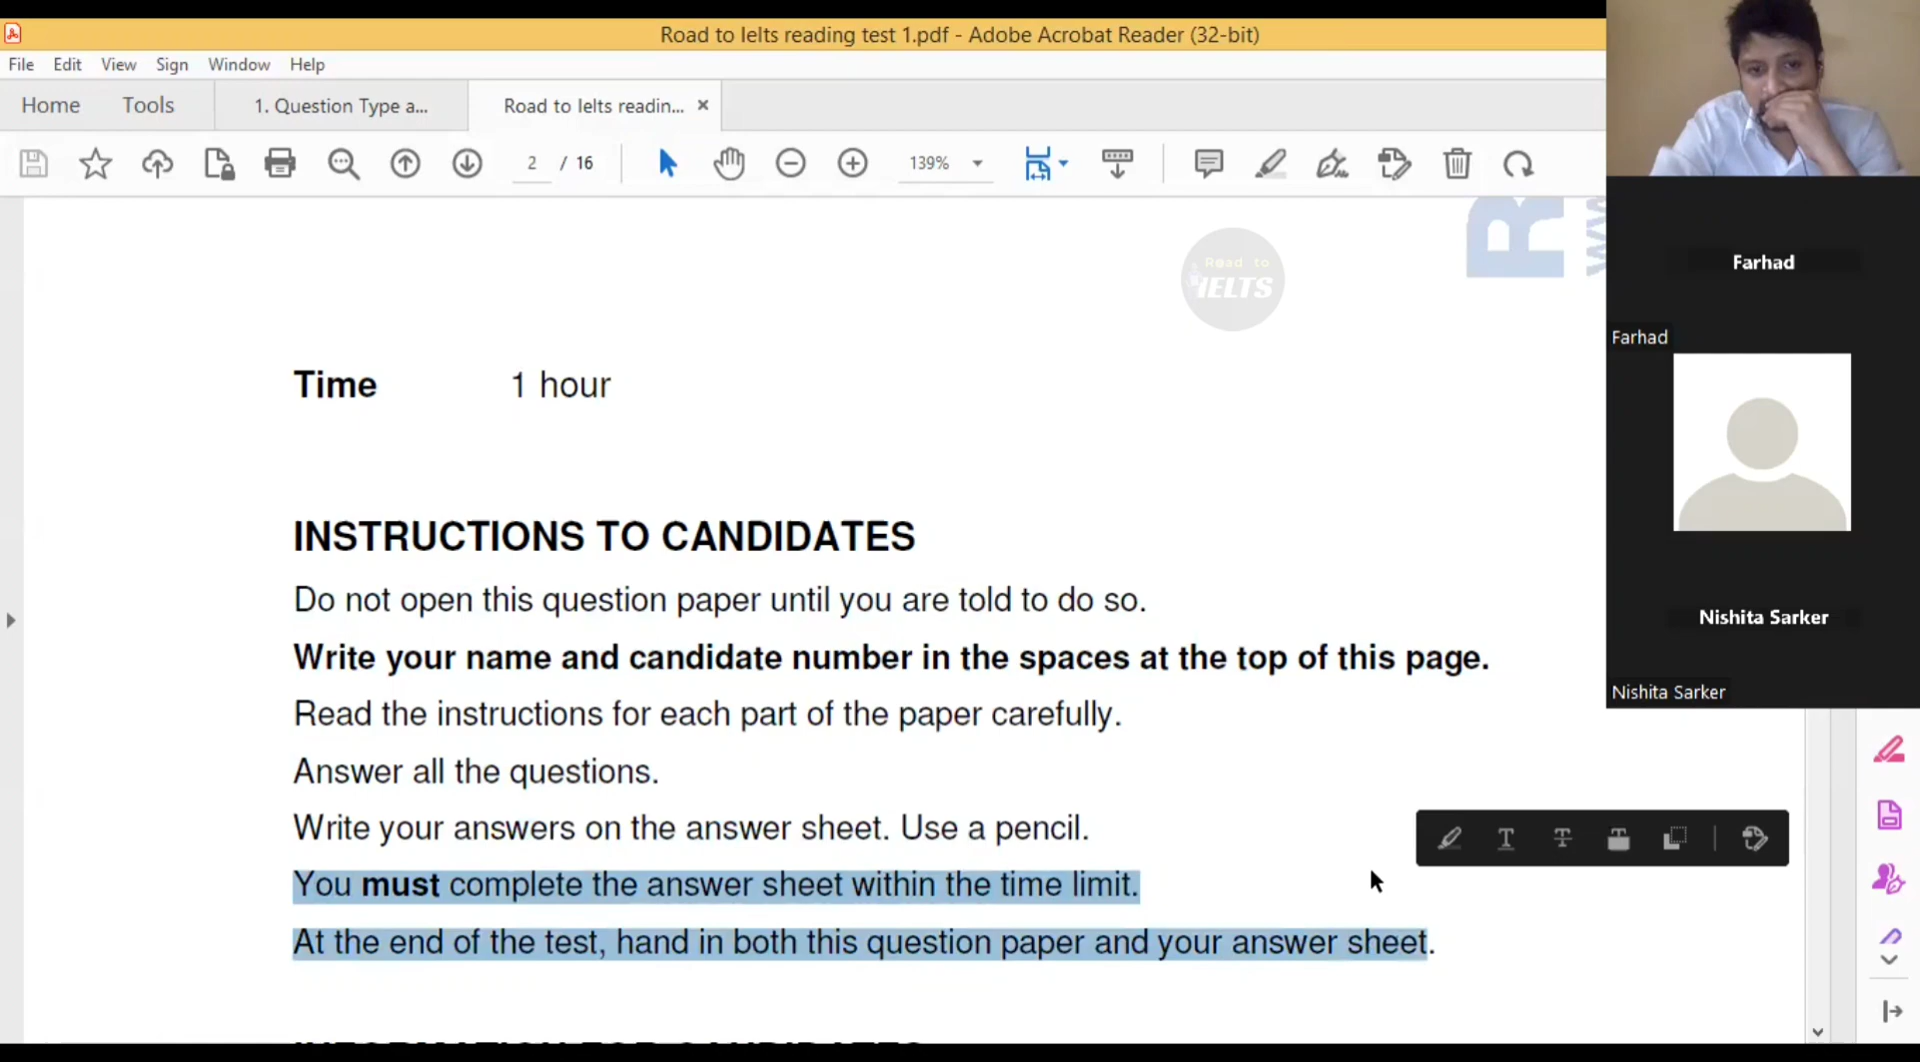 Road to Ielts reading test 1.pdf - Adobe Acrobat Reader (32-bit)
File Edit View Sign Window Help
Home Tools 1. Question Type a... Road to Ielts readin... ×
2 / 16 139%
Road to
IELTS
R
Farhad
Farhad
Time 1 hour
INSTRUCTIONS TO CANDIDATES
Do not open this question paper until you are told to do so.
Write your name and candidate number in the spaces at the top of this page.
Read the instructions for each part of the paper carefully.
Answer all the questions.
Write your answers on the answer sheet. Use a pencil.
You must complete the answer sheet within the time limit.
At the end of the test, hand in both this question paper and your answer sheet.
Nishita Sarker
Nishita Sarker